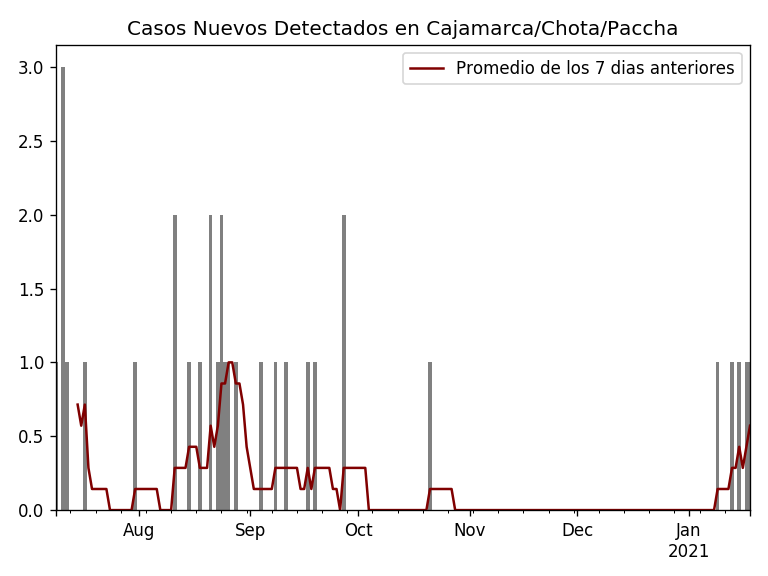 Casos Nuevos Detectados en Cajamarca/Chota/Paccha
Promedio de los 7 dias anteriores
3.0
2.5
2.0
1.5
1.0
0.5
0.0
Aug Sep Oct Nov Dec Jan
2021